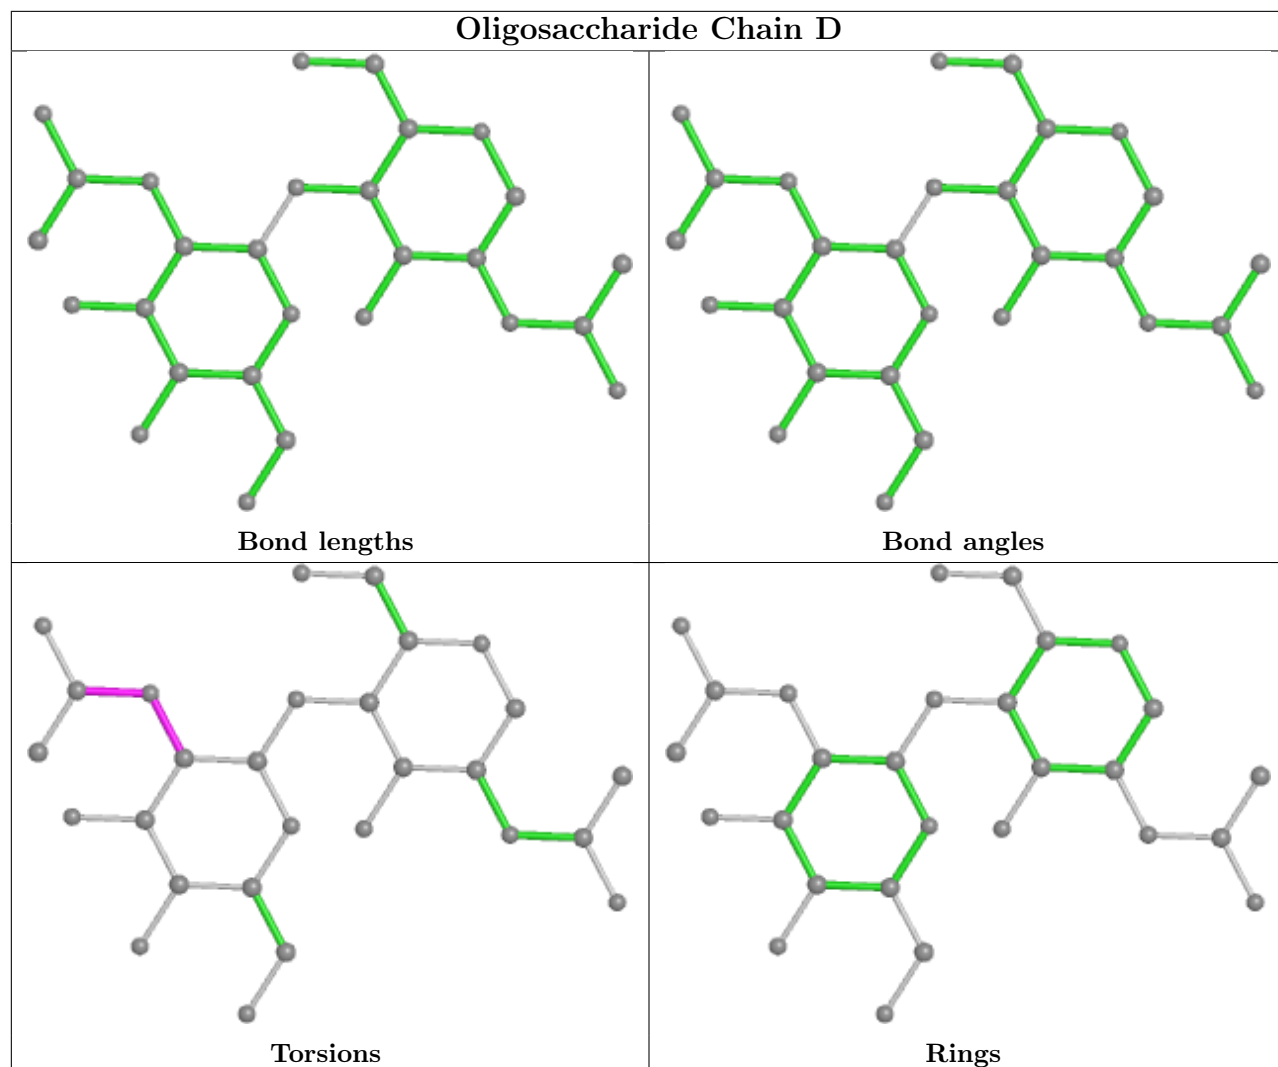 Oligosaccharide Chain D
Bond lengths
Bond angles
Torsions
Rings